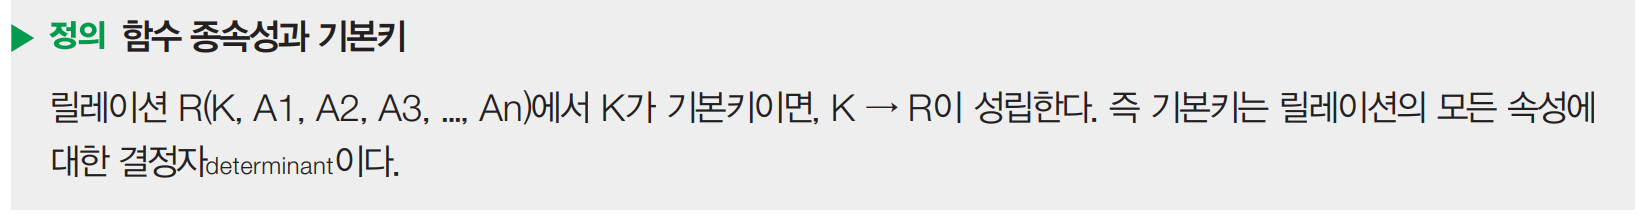 ▶ 정의 함수 종속성과 기본키
릴레이션 R(K, A1, A2, A3, ..., An)에서 K가 기본키이면, K → R이 성립한다. 즉 기본키는 릴레이션의 모든 속성에
대한 결정자determinant이다.